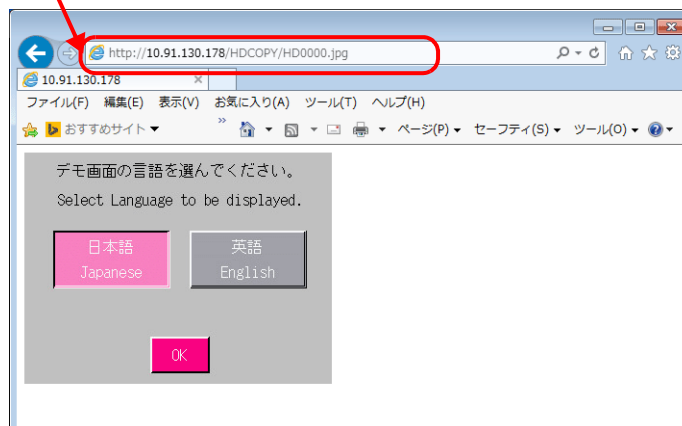 http://10.91.130.178/HDCOPY/HD0000.jpg
10.91.130.178
ファイル(F) 編集(E) 表示(V) お気に入り(A) ツール(T) ヘルプ(H)
おすすめサイト ページ(P) セーフティ(S) ツール(O)
デモ画面の言語を選んでください。
Select Language to be displayed.
日本語 英語
Japanese English
OK